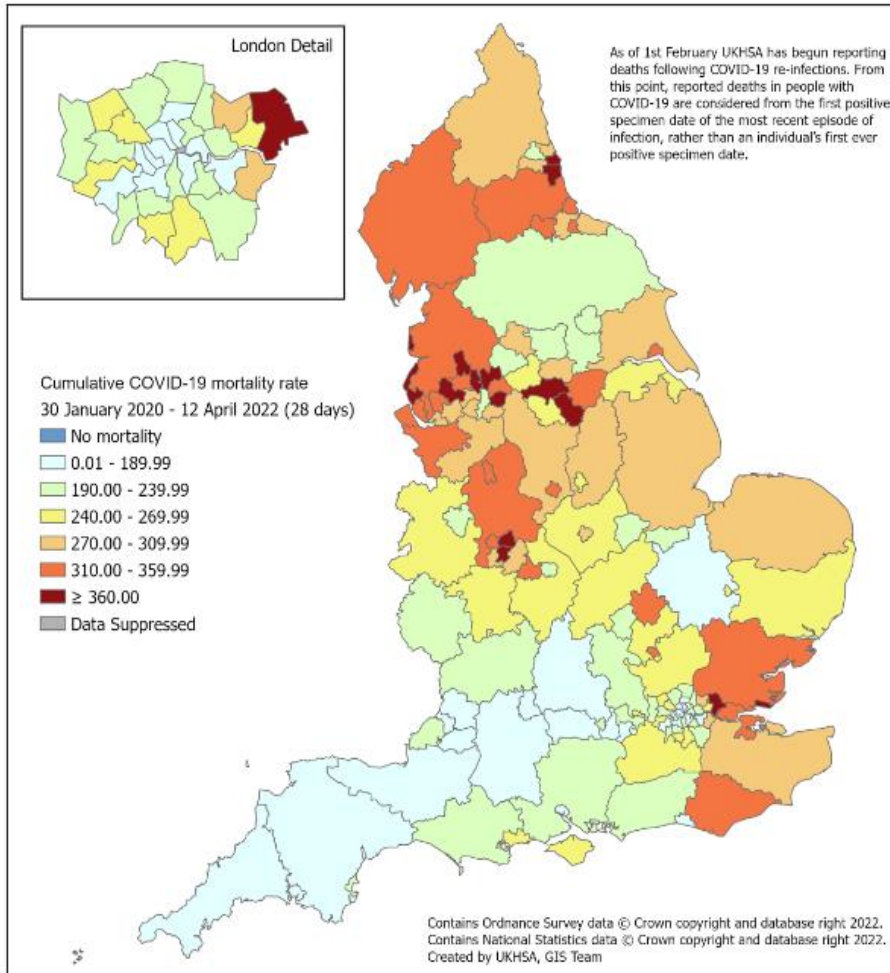 London Detail
As of 1st February UKHSA has begun reporting
deaths following COVID-19 re-infections. From
this point, reported deaths in people with
COVID-19 are considered from the first positive
specimen date of the most recent episode of
infection, rather than an individual's first ever
positive specimen date.
Cumulative COVID-19 mortality rate
30 January 2020 - 12 April 2022 (28 days)
No mortality
0.01 - 189.99
190.00 - 239.99
240.00 - 269.99
270.00 - 309.99
310.00 - 359.99
≥ 360.00
Data Suppressed
Contains Ordnance Survey data © Crown copyright and database right 2022.
Contains National Statistics data © Crown copyright and database right 2022.
Created by UKHSA, GIS Team